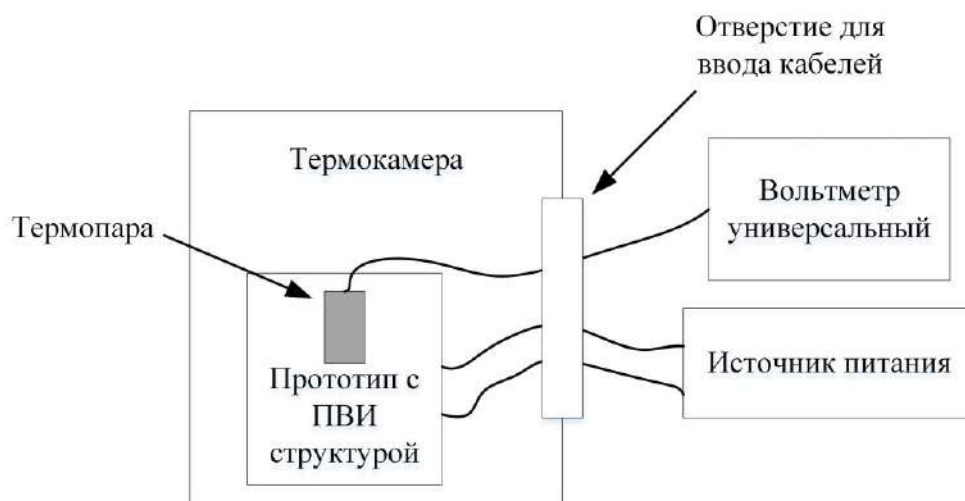 Отверстие для
ввода кабелей
Термокамера
Вольтметр
универсальный
Термопара
Источник питания
Прототип с
ПВИ
структурой